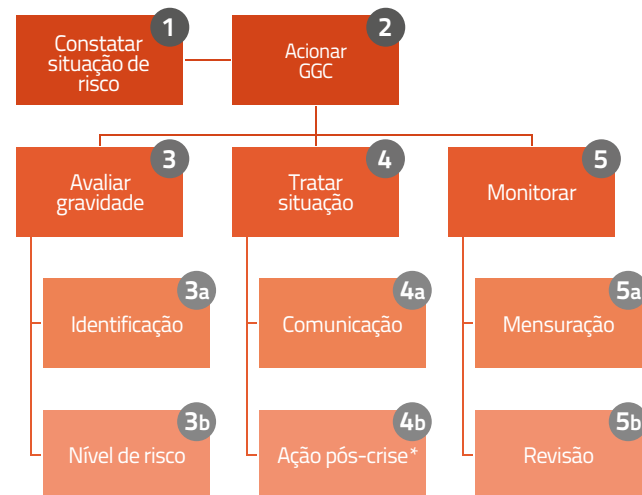 1
Constatar
situação de
risco
2
Acionar
GGC
3
Avaliar
gravidade
4
Tratar
situação
5
Monitorar
3a
Identificação
4a
Comunicação
5a
Mensuração
3b
Nível de risco
4b
Ação pós-crise*
5b
Revisão